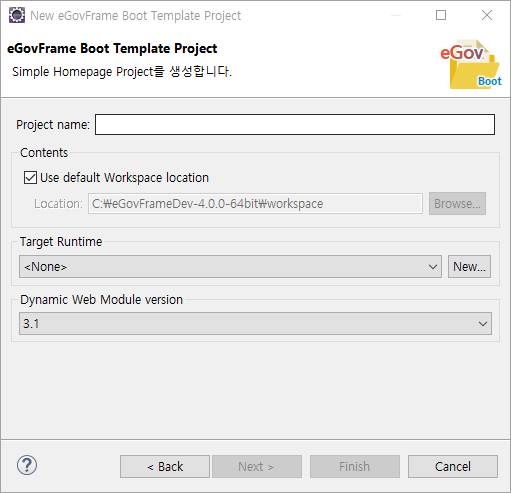 New eGovFrame Boot Template Project
eGovFrame Boot Template Project
Simple Homepage Project를 생성합니다.
eGov
Boot
Project name:
Contents
Use default Workspace location
Location: C:₩eGovFrameDev-4.0.0-64bit₩workspace Browse...
Target Runtime
<None> New...
Dynamic Web Module version
3.1
? < Back Next > Finish Cancel